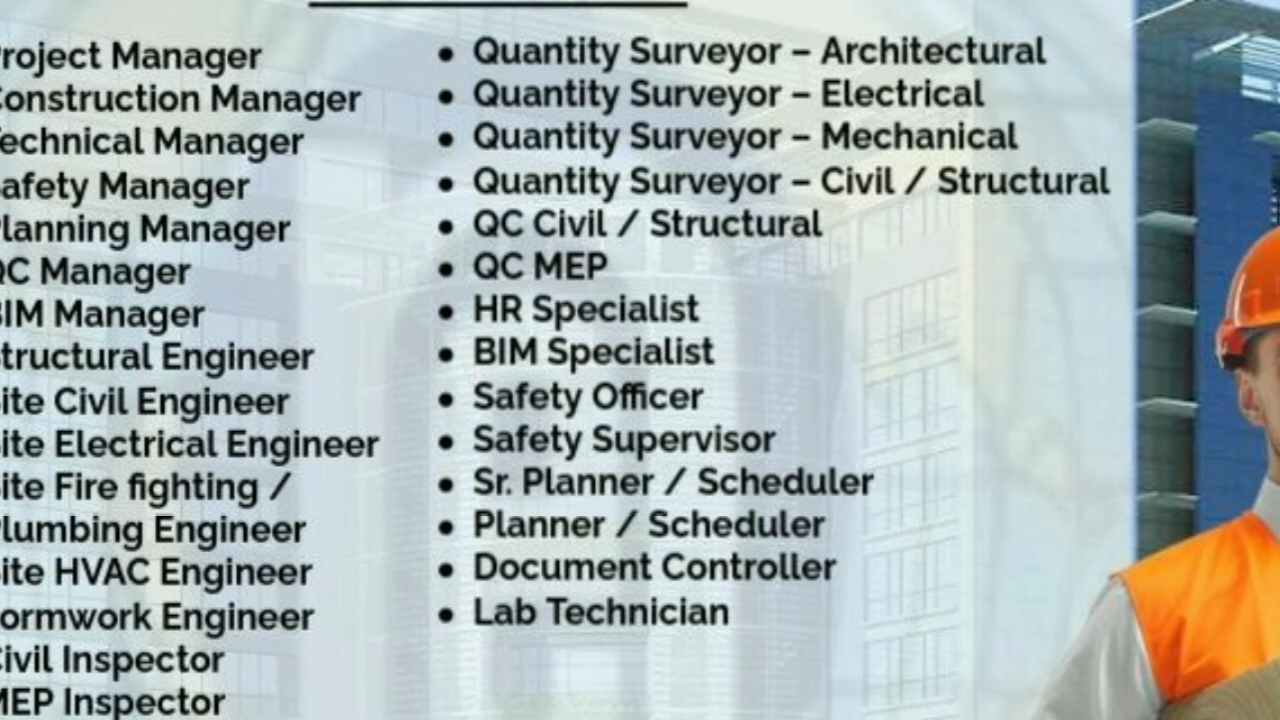 roject Manager
onstruction Manager
echnical Manager
afety Manager
lanning Manager
QC Manager
BIM Manager
tructural Engineer
ite Civil Engineer
ite Electrical Engineer
ite Fire fighting /
lumbing Engineer
ite HVAC Engineer
ormwork Engineer
Civil Inspector
MEP Inspector
• Quantity Surveyor – Architectural
• Quantity Surveyor – Electrical
• Quantity Surveyor – Mechanical
• Quantity Surveyor – Civil / Structural
• QC Civil / Structural
• QC MEP
• HR Specialist
• BIM Specialist
• Safety Officer
• Safety Supervisor
• Sr. Planner / Scheduler
• Planner / Scheduler
• Document Controller
• Lab Technician